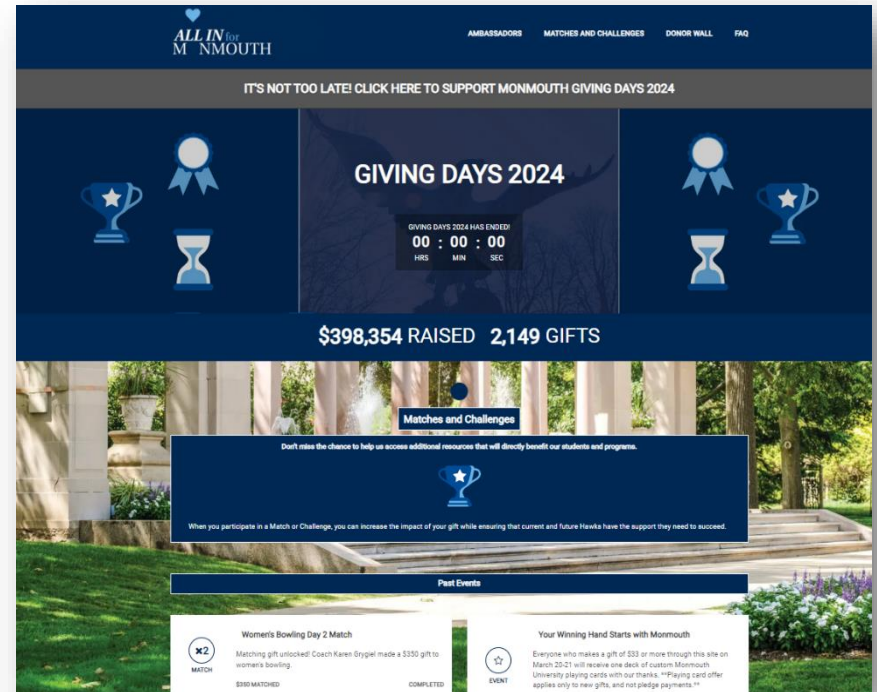 ALL IN for
M NMOUTH
AMBASSADORS MATCHES AND CHALLENGES DONOR WALL FAQ
IT'S NOT TOO LATE! CLICK HERE TO SUPPORT MONMOUTH GIVING DAYS 2024
GIVING DAYS 2024
GIVING DAYS 2024 HAS ENDED!
00 : 00 : 00
HRS MIN SEC
$398,354 RAISED 2,149 GIFTS
Matches and Challenges
Don't miss the chance to help us access additional resources that will directly benefit our students and programs.
When you participate in a Match or Challenge, you can increase the impact of your gift while ensuring that current and future Hawks have the support they need to succeed.
Past Events
×2
MATCH
Women's Bowling Day 2 Match
Matching gift unlocked! Coach Karen Grygiel made a $350 gift to
women's bowling.
$350 MATCHED COMPLETED
EVENT
Your Winning Hand Starts with Monmouth
Everyone who makes a gift of $33 or more through this site on
March 20-21 will receive one deck of custom Monmouth
University playing cards with our thanks. **Playing card offer
applies only to new gifts, and not pledge payments.**